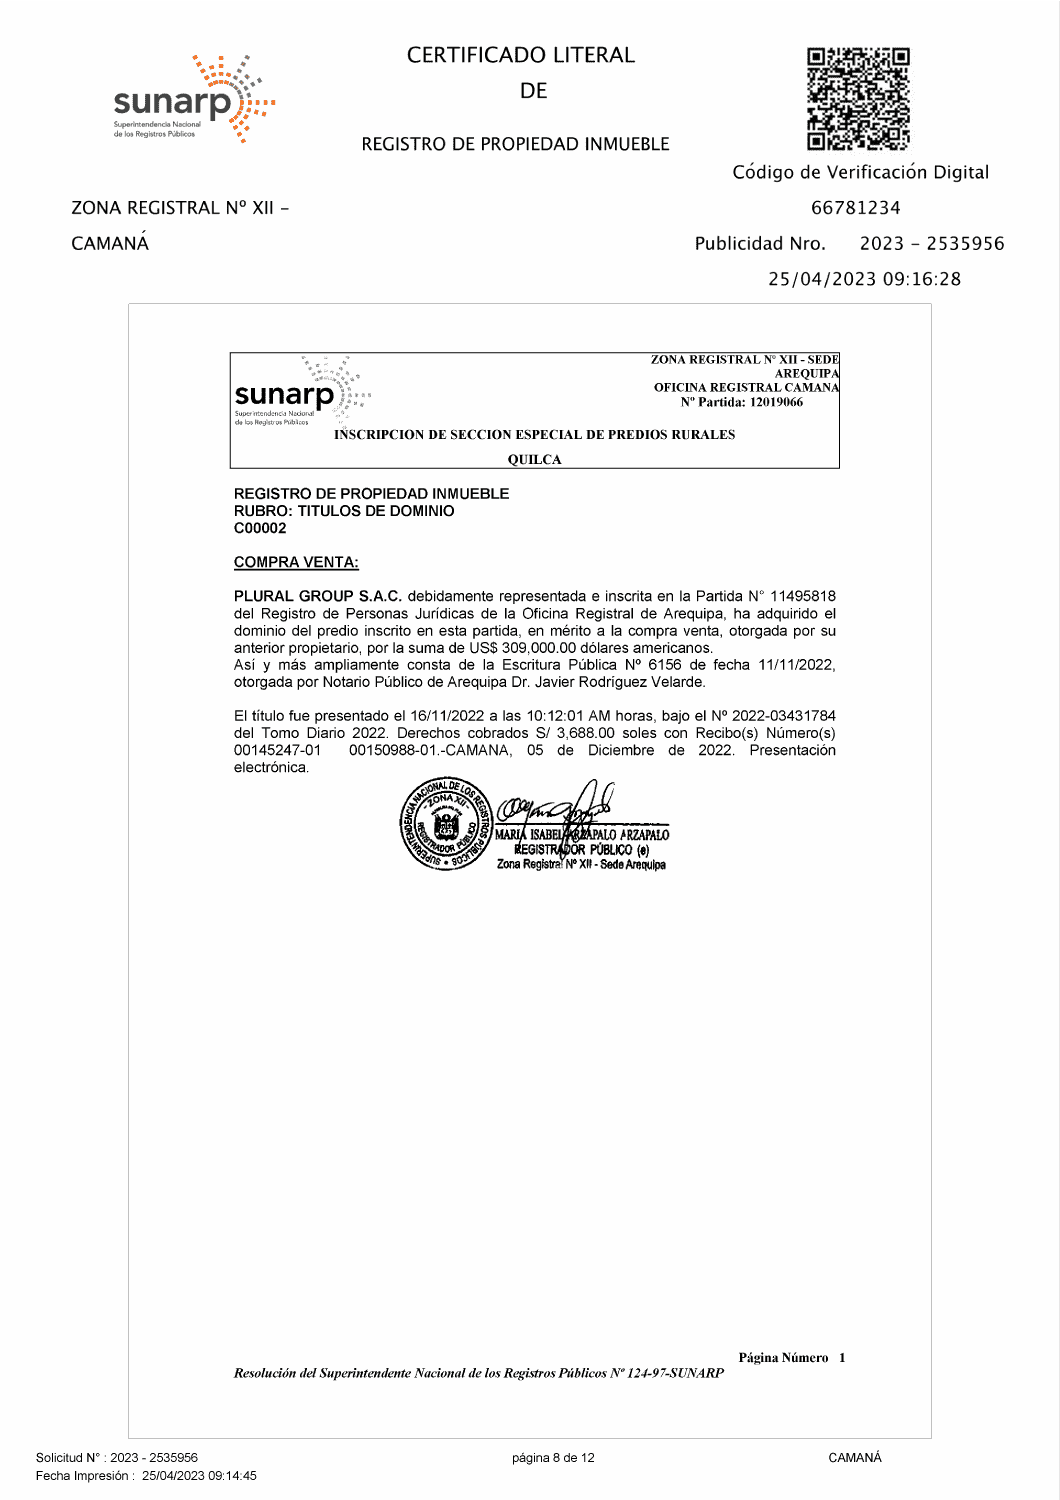 sunarp
Superintendencia Nacional
de los Registros Públicos
CERTIFICADO LITERAL
DE
REGISTRO DE PROPIEDAD INMUEBLE
Código de Verificación Digital
66781234
Publicidad Nro. 2023 – 2535956
25/04/2023 09:16:28
ZONA REGISTRAL Nº XII –
CAMANÁ
sunarp
Superintendencia Nacional
de los Registros Públicos
ZONA REGISTRAL N° XII - SEDE
AREQUIPA
OFICINA REGISTRAL CAMANA
Nº Partida: 12019066
INSCRIPCION DE SECCION ESPECIAL DE PREDIOS RURALES
QUILCA
REGISTRO DE PROPIEDAD INMUEBLE
RUBRO: TITULOS DE DOMINIO
C00002
COMPRA VENTA:
PLURAL GROUP S.A.C. debidamente representada e inscrita en la Partida N° 11495818
del Registro de Personas Jurídicas de la Oficina Registral de Arequipa, ha adquirido el
dominio del predio inscrito en esta partida, en mérito a la compra venta, otorgada por su
anterior propietario, por la suma de US$ 309,000.00 dólares americanos.
Así y más ampliamente consta de la Escritura Pública Nº 6156 de fecha 11/11/2022,
otorgada por Notario Público de Arequipa Dr. Javier Rodríguez Velarde.
El título fue presentado el 16/11/2022 a las 10:12:01 AM horas, bajo el Nº 2022-03431784
del Tomo Diario 2022. Derechos cobrados S/ 3,688.00 soles con Recibo(s) Número(s)
00145247-01 00150988-01.-CAMANA, 05 de Diciembre de 2022. Presentación
electrónica.
SUPERINTENDENCIA NACIONAL DE LOS REGISTROS PÚBLICOS
- ZONA XII -
REGISTRADOR PÚBLICO
MARIA ISABEL ARZAPALO ARZAPALO
REGISTRADOR PÚBLICO (e)
Zona Registral Nº XII - Sede Arequipa
Página Número 1
Resolución del Superintendente Nacional de los Registros Públicos Nº 124-97-SUNARP
Solicitud N° : 2023 - 2535956
página 8 de 12
CAMANÁ
Fecha Impresión : 25/04/2023 09:14:45